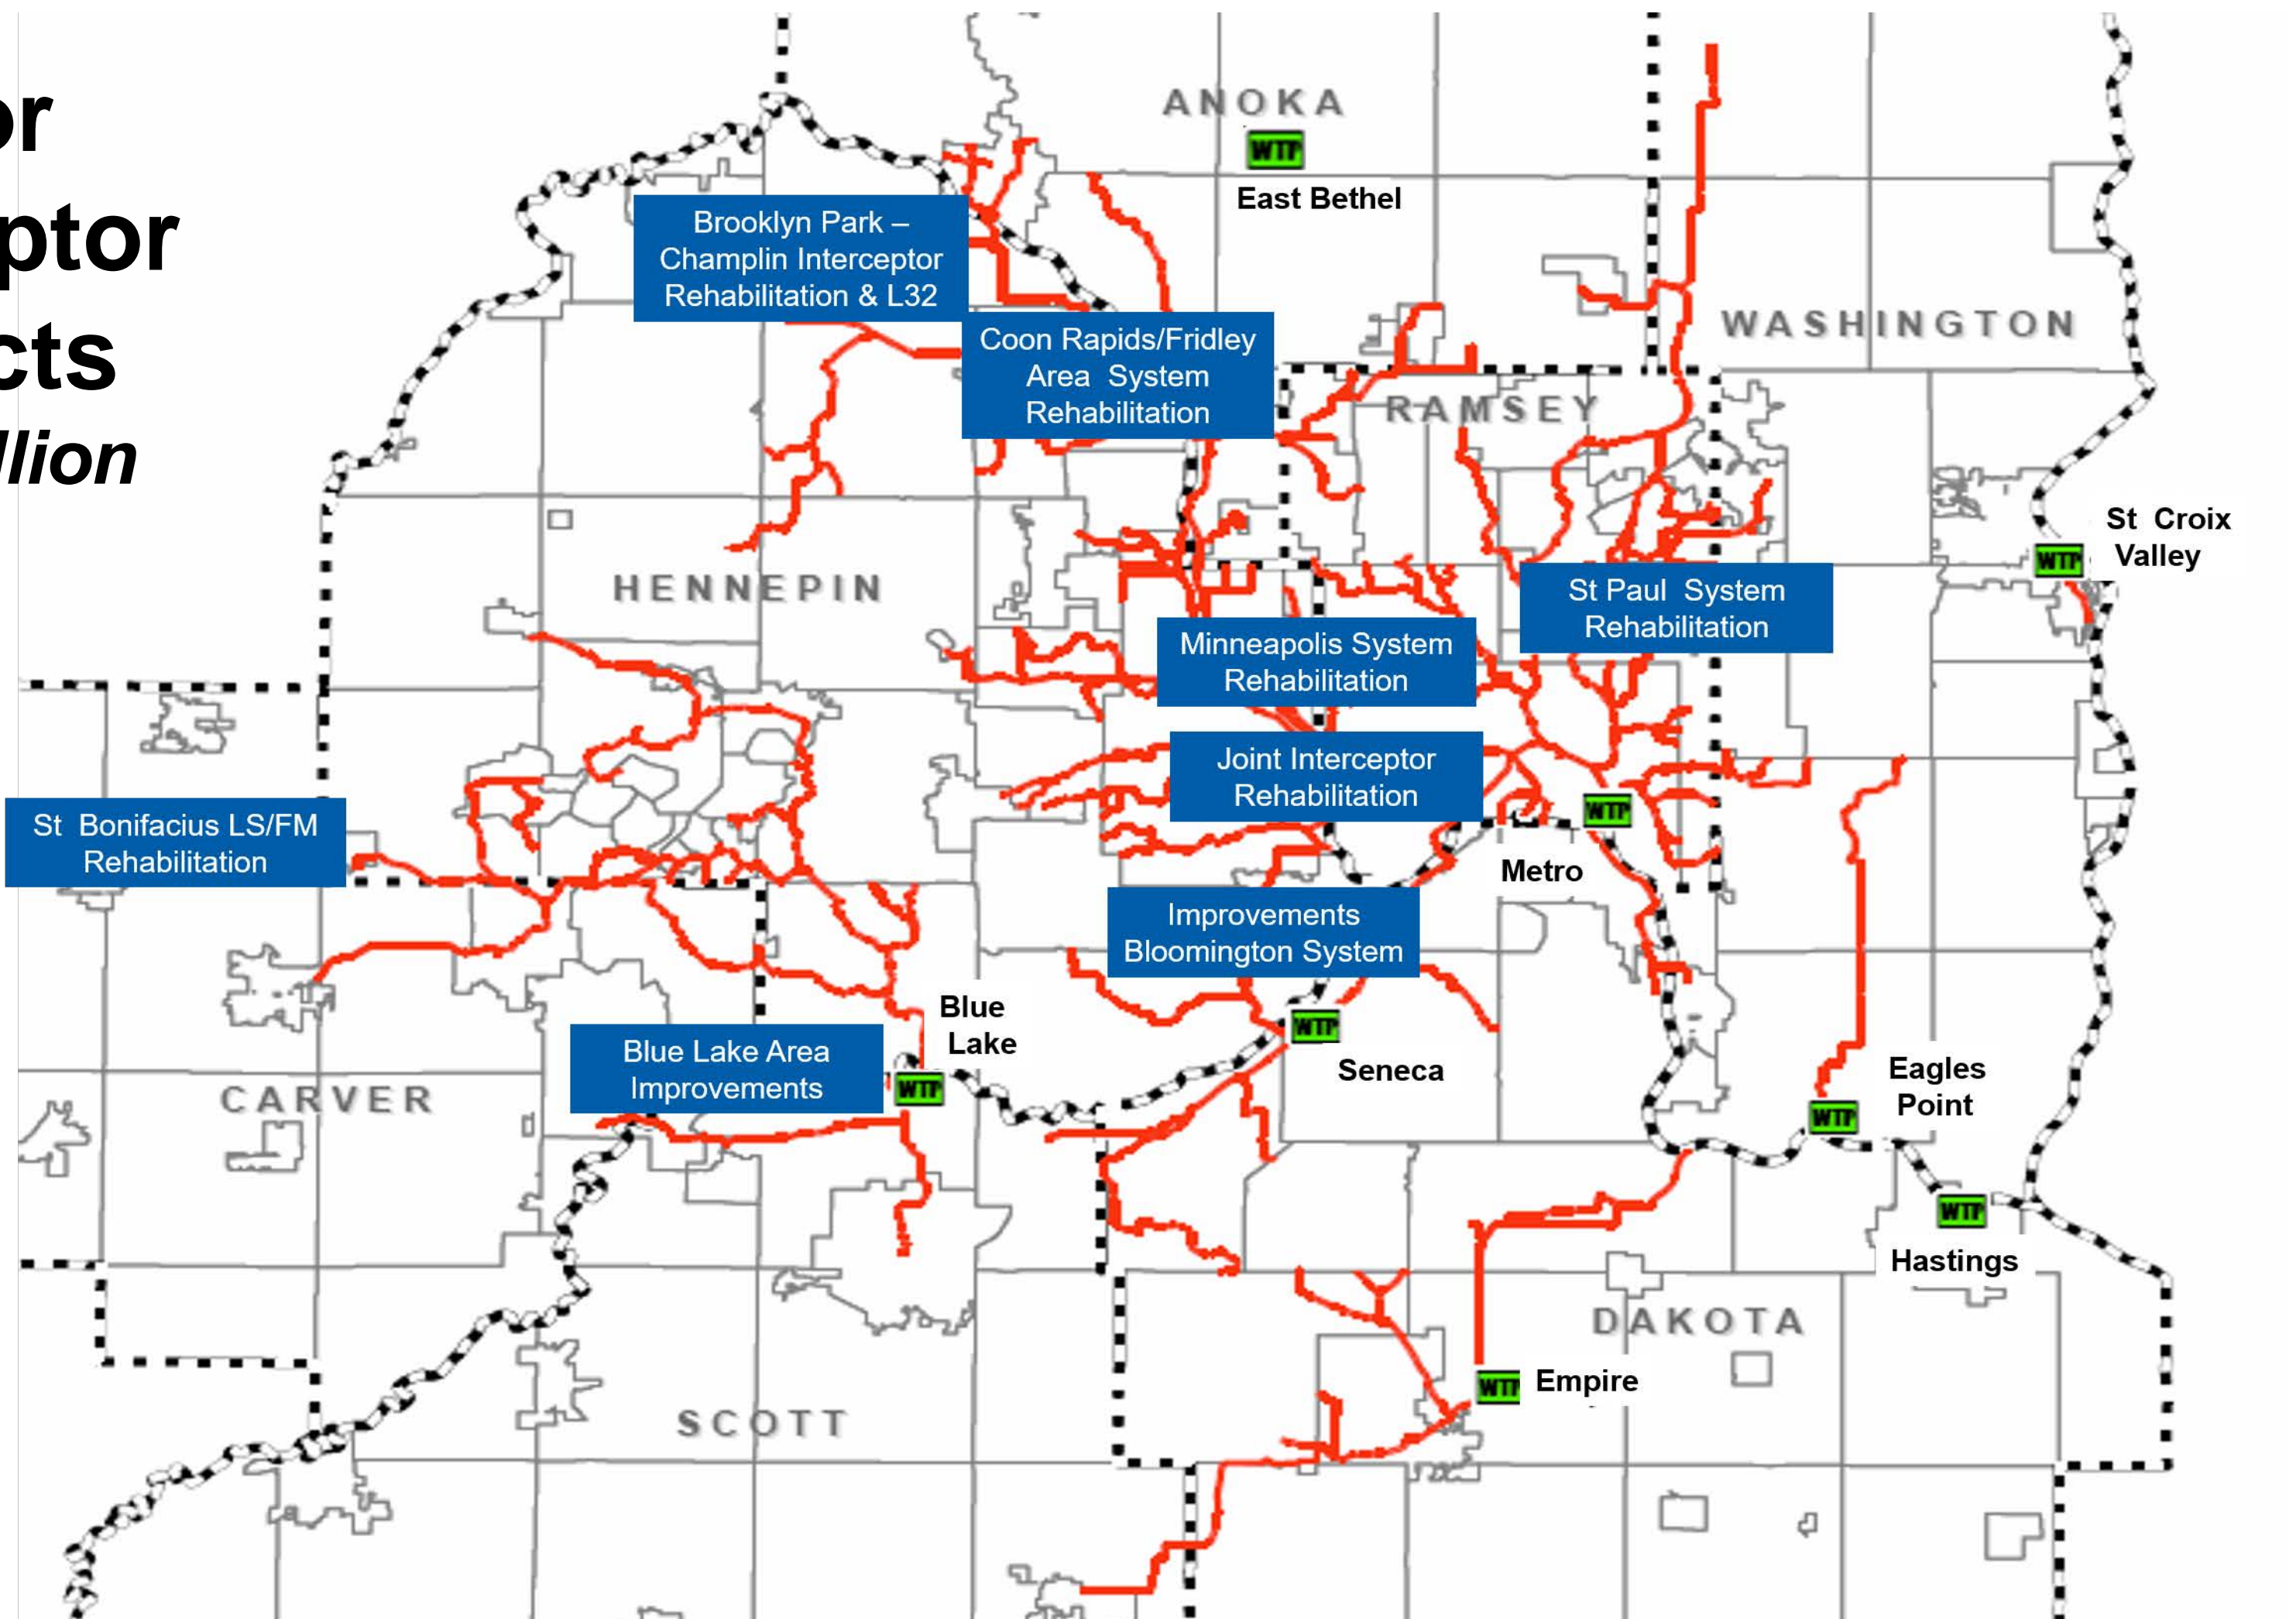 or
ptor
cts
llion
ANOKA
WTP
East Bethel
Brooklyn Park –
Champlin Interceptor
Rehabilitation & L32
WASHINGTON
Coon Rapids/Fridley
Area System
Rehabilitation
RAMSEY
St Croix
Valley
WTP
HENNEPIN
St Paul System
Rehabilitation
Minneapolis System
Rehabilitation
Joint Interceptor
Rehabilitation
WTP
Metro
St Bonifacius LS/FM
Rehabilitation
Improvements
Bloomington System
Blue
Lake
WTP
WTP
Seneca
Blue Lake Area
Improvements
CARVER
Eagles
Point
WTP
WTP
Hastings
DAKOTA
WTP
Empire
SCOTT